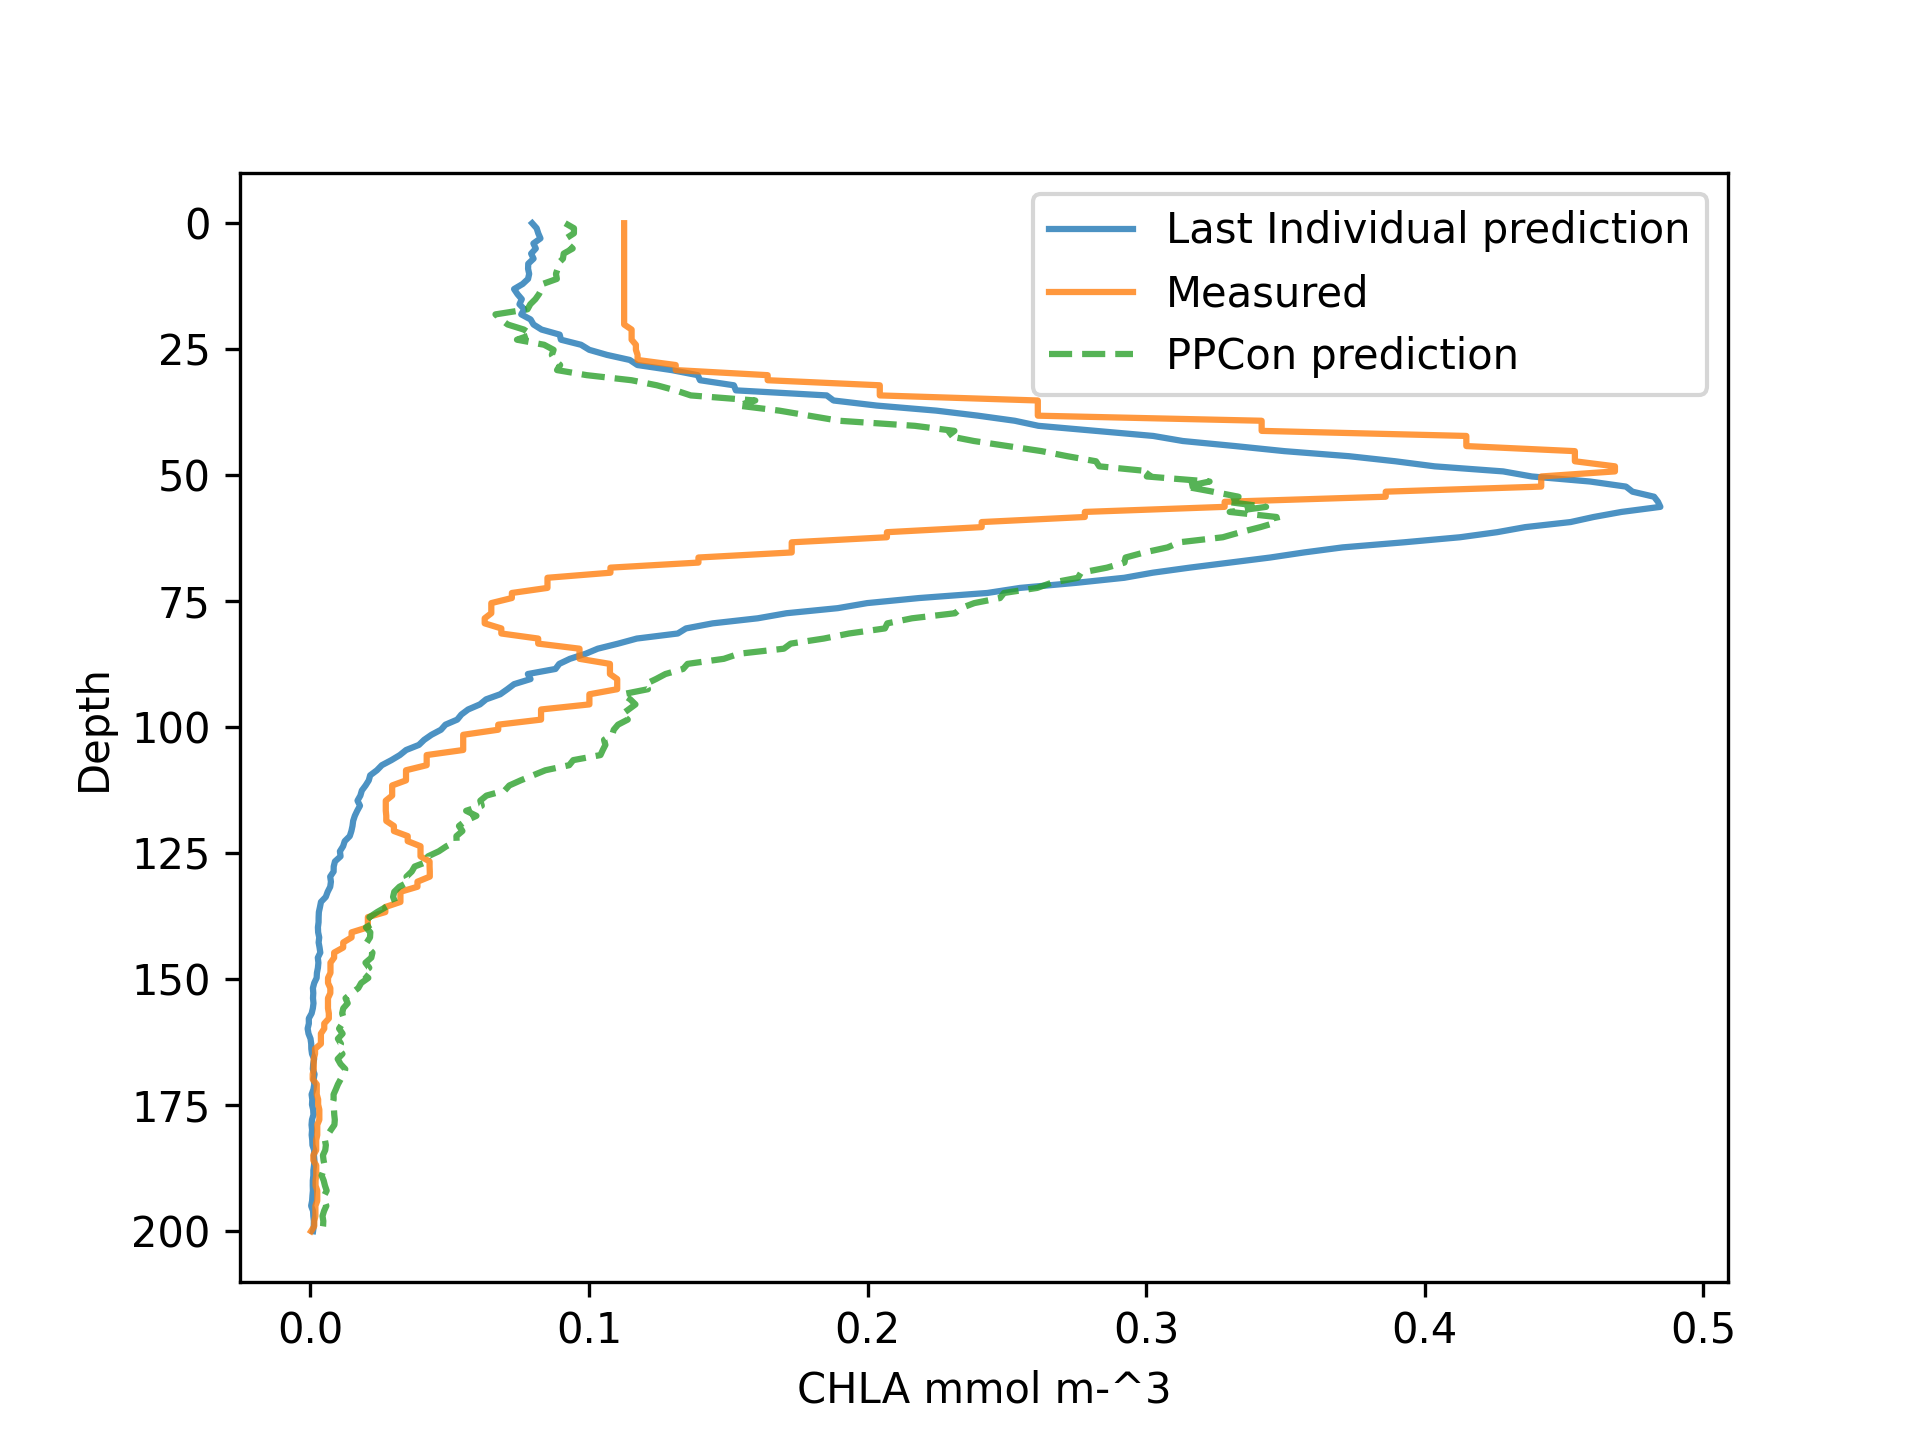 Last Individual prediction
Measured
PPCon prediction
0
25
50
75
100
125
150
175
200
Depth
0.0 0.1 0.2 0.3 0.4 0.5
CHLA mmol m-^3